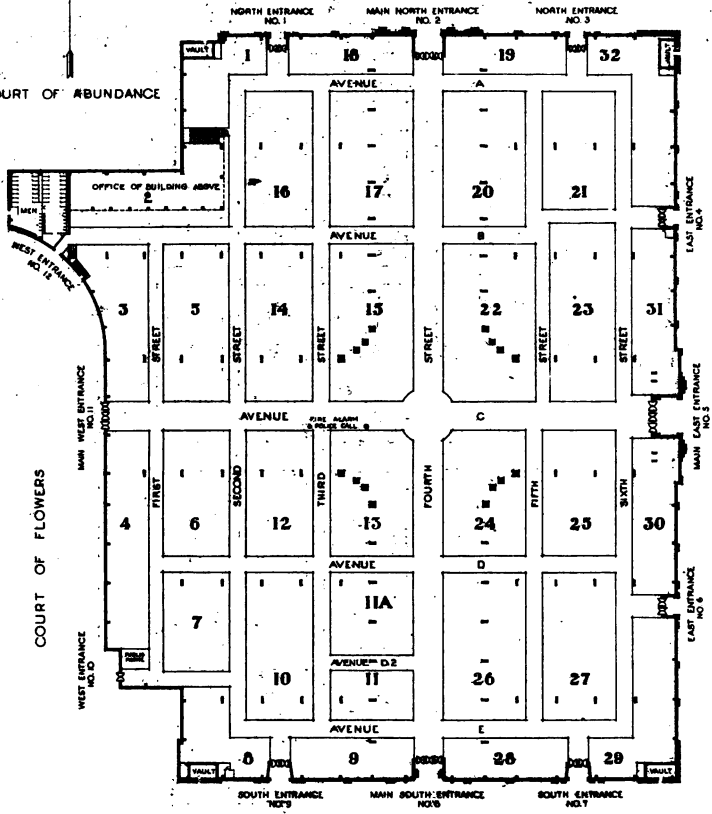 NORTH ENTRANCE
NO. 1
MAIN NORTH ENTRANCE
NO. 2
NORTH ENTRANCE
NO. 3
VAULT
1
18
19
32
VAULT
COURT OF ABUNDANCE
AVENUE A
OFFICE OF BUILDING ABOVE
2
MEN
16
17
20
21
EAST ENTRANCE
NO. 4
WEST ENTRANCE
NO. 12
AVENUE B
3
5
14
15
22
23
31
STREET
STREET
STREET
STREET
STREET
STREET
MAIN WEST ENTRANCE
NO. 11
AVENUE C
FIRE ALARM
& POLICE CALL
MAIN EAST ENTRANCE
NO. 5
COURT OF FLOWERS
FIRST
SECOND
THIRD
FOURTH
FIFTH
SIXTH
4
6
12
13
24
25
30
AVENUE D
7
11A
EAST ENTRANCE
NO 6
WEST ENTRANCE
NO. 10
AVENUE D.2
10
11
26
27
AVENUE E
8
9
28
29
VAULT
VAULT
SOUTH ENTRANCE
NO. 9
MAIN SOUTH ENTRANCE
NO. 8
SOUTH ENTRANCE
NO. 7